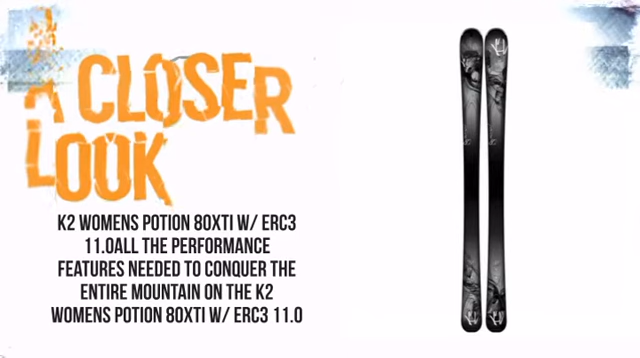 A CLOSER
LOOK
K2 WOMENS POTION 80XTI W/ ERC3
11.0ALL THE PERFORMANCE
FEATURES NEEDED TO CONQUER THE
ENTIRE MOUNTAIN ON THE K2
WOMENS POTION 80XTI W/ ERC3 11.0